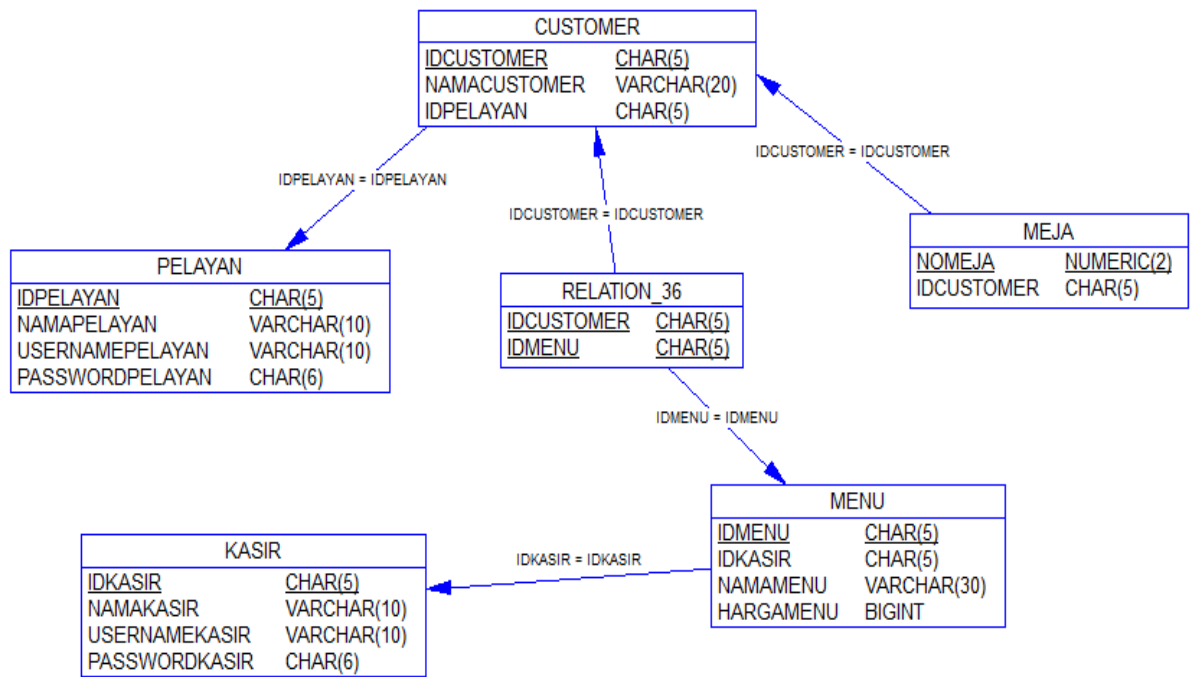 CUSTOMER
IDCUSTOMER CHAR(5)
NAMACUSTOMER VARCHAR(20)
IDPELAYAN CHAR(5)
IDCUSTOMER = IDCUSTOMER
IDPELAYAN = IDPELAYAN
IDCUSTOMER = IDCUSTOMER
MEJA
NOMEJA NUMERIC(2)
IDCUSTOMER CHAR(5)
PELAYAN
IDPELAYAN CHAR(5)
NAMAPELAYAN VARCHAR(10)
USERNAMEPELAYAN VARCHAR(10)
PASSWORDPELAYAN CHAR(6)
RELATION_36
IDCUSTOMER CHAR(5)
IDMENU CHAR(5)
IDMENU = IDMENU
MENU
IDMENU CHAR(5)
IDKASIR CHAR(5)
NAMAMENU VARCHAR(30)
HARGAMENU BIGINT
IDKASIR = IDKASIR
KASIR
IDKASIR CHAR(5)
NAMAKASIR VARCHAR(10)
USERNAMEKASIR VARCHAR(10)
PASSWORDKASIR CHAR(6)